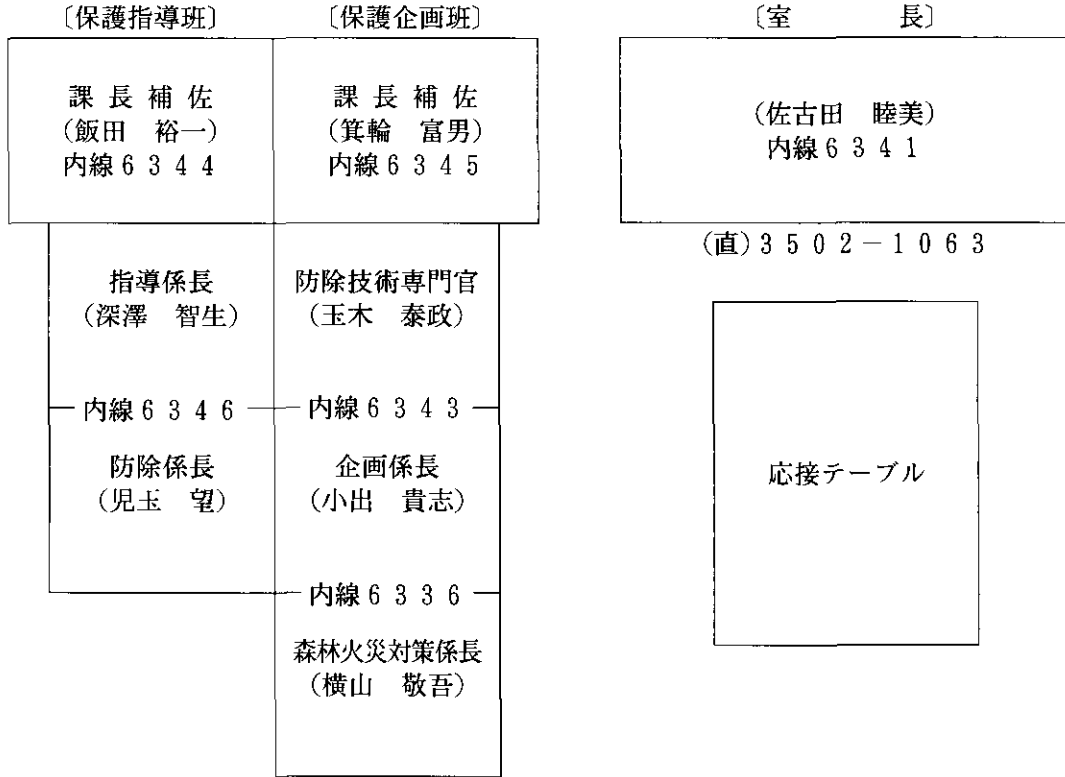 〔保護指導班〕
課長補佐
(飯田 裕一)
内線6344
指導係長
(深澤 智生)
内線6346
防除係長
(児玉 望)
〔保護企画班〕
課長補佐
(箕輪 富男)
内線6345
防除技術専門官
(玉木 泰政)
内線6343
企画係長
(小出 貴志)
内線6336
森林火災対策係長
(横山 敬吾)
〔室 長〕
(佐古田 睦美)
内線6341
(直)3502-1063
応接テーブル